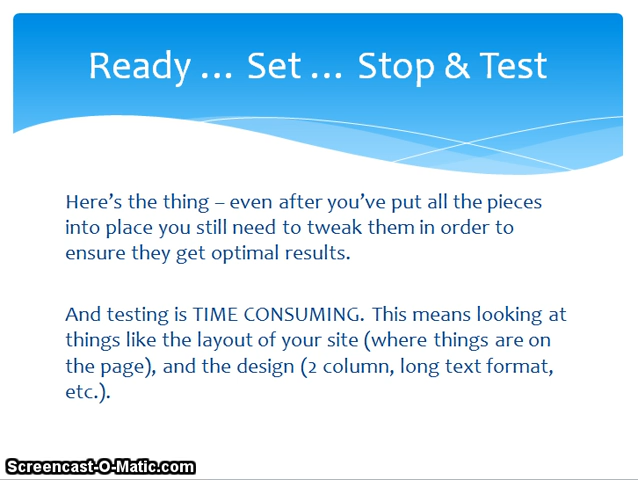 Ready … Set … Stop & Test
Here’s the thing – even after you’ve put all the pieces
into place you still need to tweak them in order to
ensure they get optimal results.
And testing is TIME CONSUMING. This means looking at
things like the layout of your site (where things are on
the page), and the design (2 column, long text format,
etc.).
Screencast-O-Matic.com